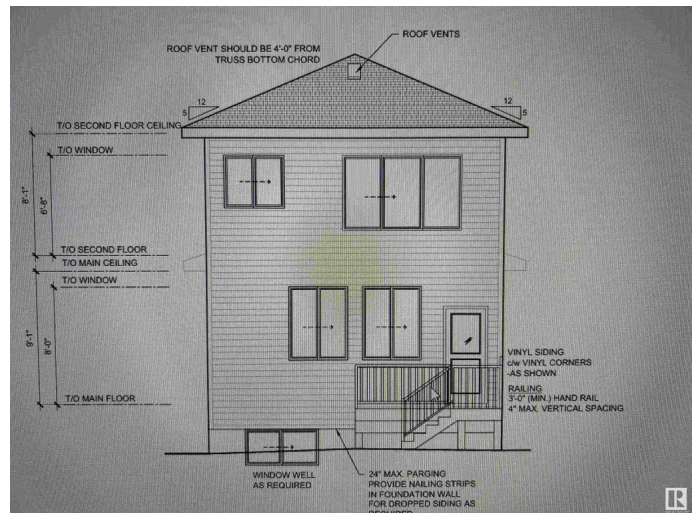 ROOF VENTS
ROOF VENT SHOULD BE 4'-0" FROM
TRUSS BOTTOM CHORD
12
5
12
5
T/O SECOND FLOOR CEILING
T/O WINDOW
8'-1"
6'-8"
T/O SECOND FLOOR
T/O MAIN CEILING
T/O WINDOW
9'-1"
8'-0"
T/O MAIN FLOOR
VINYL SIDING
c/w VINYL CORNERS
-AS SHOWN
RAILING
3'-0" (MIN.) HAND RAIL
4" MAX. VERTICAL SPACING
WINDOW WELL
AS REQUIRED
24" MAX. PARGING
PROVIDE NAILING STRIPS
IN FOUNDATION WALL
FOR DROPPED SIDING AS
REQUIRED
R